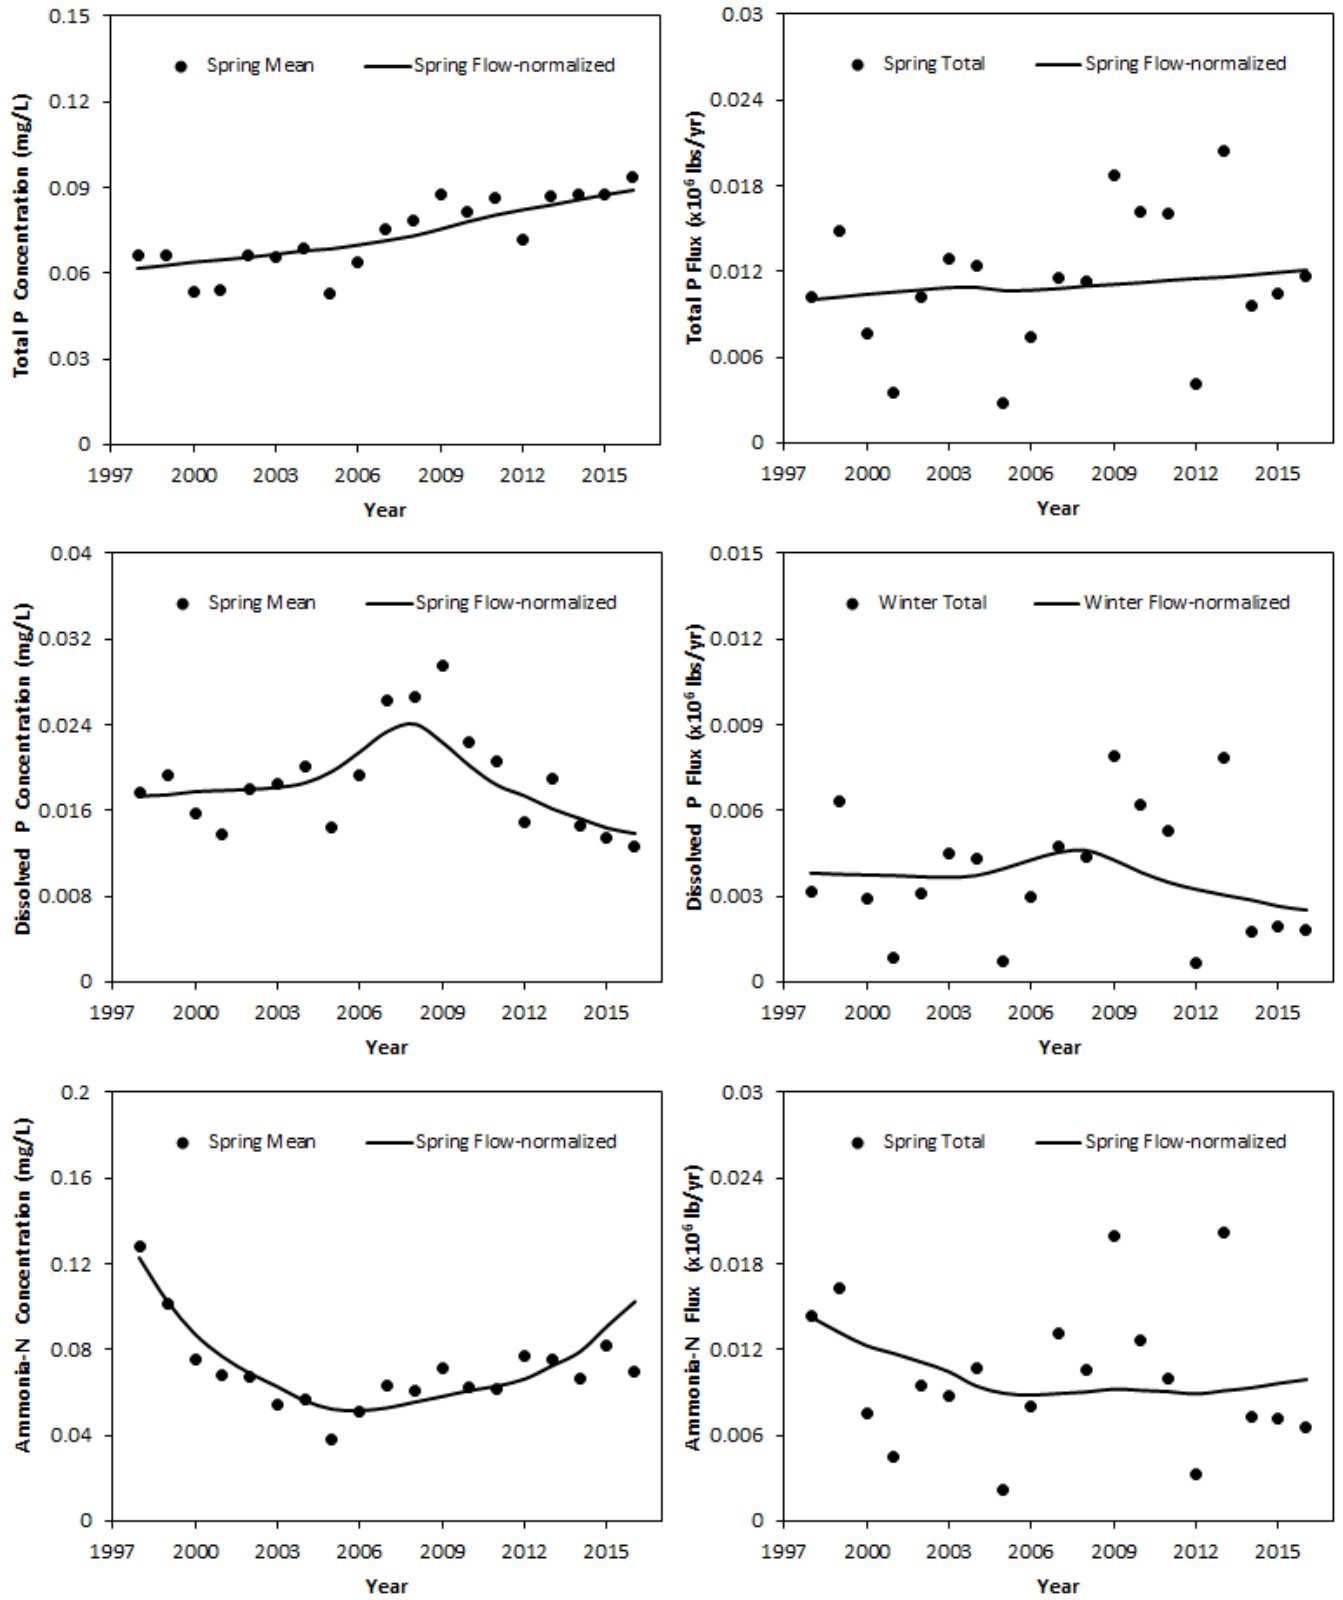 Total P Concentration (mg/L)
0.15
0.12
0.09
0.06
0.03
0
Spring Mean
Spring Flow-normalized
1997 2000 2003 2006 2009 2012 2015
Year
Total P Flux (x10⁶ lbs/yr)
0.03
0.024
0.018
0.012
0.006
0
Spring Total
Spring Flow-normalized
1997 2000 2003 2006 2009 2012 2015
Year
Dissolved P Concentration (mg/L)
0.04
0.032
0.024
0.016
0.008
0
Spring Mean
Spring Flow-normalized
1997 2000 2003 2006 2009 2012 2015
Year
Dissolved P Flux (x10⁶ lbs/yr)
0.015
0.012
0.009
0.006
0.003
0
Winter Total
Winter Flow-normalized
1997 2000 2003 2006 2009 2012 2015
Year
Ammonia-N Concentration (mg/L)
0.2
0.16
0.12
0.08
0.04
0
Spring Mean
Spring Flow-normalized
1997 2000 2003 2006 2009 2012 2015
Year
Ammonia-N Flux (x10⁶ lb/yr)
0.03
0.024
0.018
0.012
0.006
0
Spring Total
Spring Flow-normalized
1997 2000 2003 2006 2009 2012 2015
Year